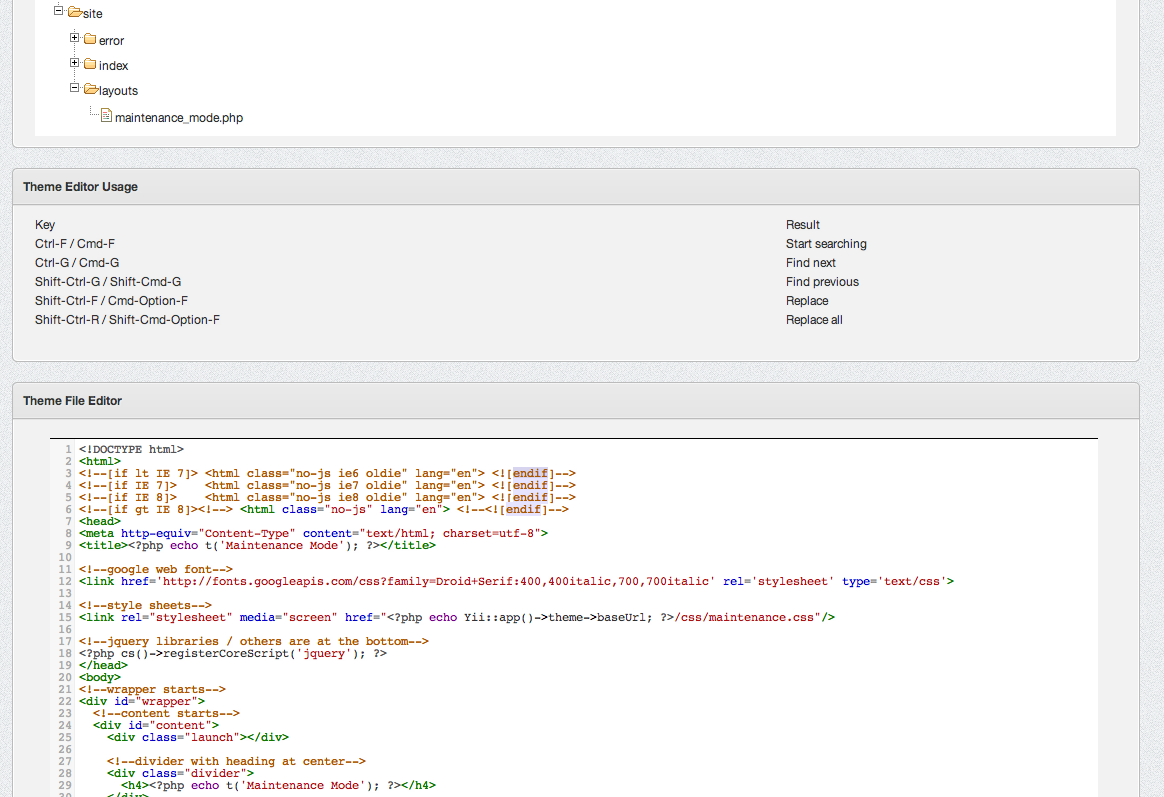 site
error
index
layouts
maintenance_mode.php
Theme Editor Usage
Key Result
Ctrl-F / Cmd-F Start searching
Ctrl-G / Cmd-G Find next
Shift-Ctrl-G / Shift-Cmd-G Find previous
Shift-Ctrl-F / Cmd-Option-F Replace
Shift-Ctrl-R / Shift-Cmd-Option-F Replace all
Theme File Editor
1 <!DOCTYPE html>
2 <html>
3 <!--[if lt IE 7]> <html class="no-js ie6 oldie" lang="en"> <![endif]-->
4 <!--[if IE 7]>    <html class="no-js ie7 oldie" lang="en"> <![endif]-->
5 <!--[if IE 8]>    <html class="no-js ie8 oldie" lang="en"> <![endif]-->
6 <!--[if gt IE 8]><!--> <html class="no-js" lang="en"> <!--<![endif]-->
7 <head>
8 <meta http-equiv="Content-Type" content="text/html; charset=utf-8">
9 <title><?php echo t('Maintenance Mode'); ?></title>
10
11 <!--google web font-->
12 <link href='http://fonts.googleapis.com/css?family=Droid+Serif:400,400italic,700,700italic' rel='stylesheet' type='text/css'>
13
14 <!--style sheets-->
15 <link rel="stylesheet" media="screen" href="<?php echo Yii::app()->theme->baseUrl; ?>/css/maintenance.css"/>
16
17 <!--jquery libraries / others are at the bottom-->
18 <?php cs()->registerCoreScript('jquery'); ?>
19 </head>
20 <body>
21 <!--wrapper starts-->
22 <div id="wrapper">
23   <!--content starts-->
24   <div id="content">
25     <div class="launch"></div>
26
27     <!--divider with heading at center-->
28     <div class="divider">
29       <h4><?php echo t('Maintenance Mode'); ?></h4>
30     </div>